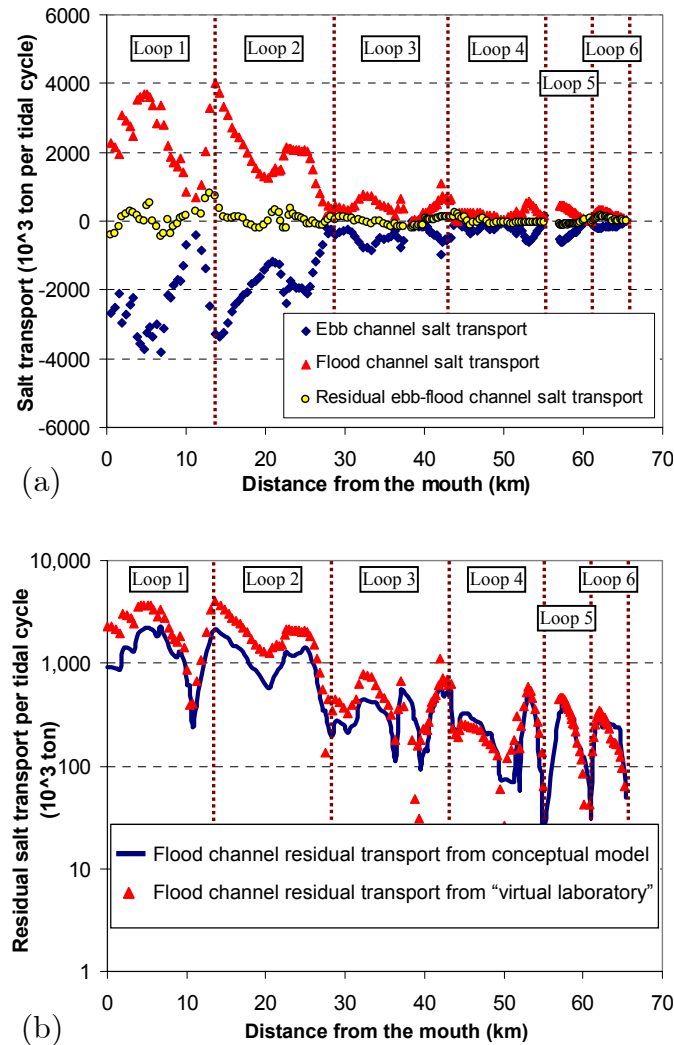 Loop 1
Loop 2
Loop 3
Loop 4
Loop 5
Loop 6
6000
4000
2000
0
-2000
-4000
-6000
Salt transport (10^3 ton per tidal cycle)
Ebb channel salt transport
Flood channel salt transport
Residual ebb-flood channel salt transport
0 10 20 30 40 50 60 70
Distance from the mouth (km)
(a)
Loop 1
Loop 2
Loop 3
Loop 4
Loop 5
Loop 6
10,000
1,000
100
10
1
Residual salt transport per tidal cycle
(10^3 ton)
Flood channel residual transport from conceptual model
Flood channel residual transport from “virtual laboratory”
0 10 20 30 40 50 60 70
Distance from the mouth (km)
(b)